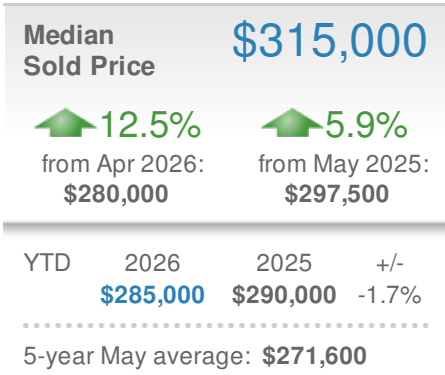 Median $315,000
Sold Price
12.5% 5.9%
from Apr 2026: from May 2025:
$280,000 $297,500
YTD 2026 2025 +/-
$285,000 $290,000 -1.7%
5-year May average: $271,600